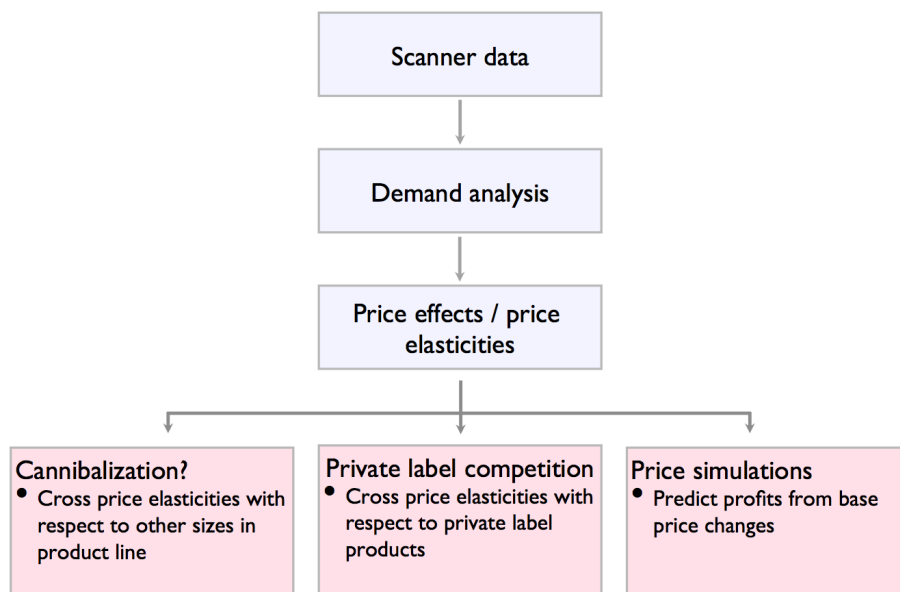 Scanner data
Demand analysis
Price effects / price
elasticities
Cannibalization?
• Cross price elasticities with
respect to other sizes in
product line
Private label competition
• Cross price elasticities with
respect to private label
products
Price simulations
• Predict profits from base
price changes